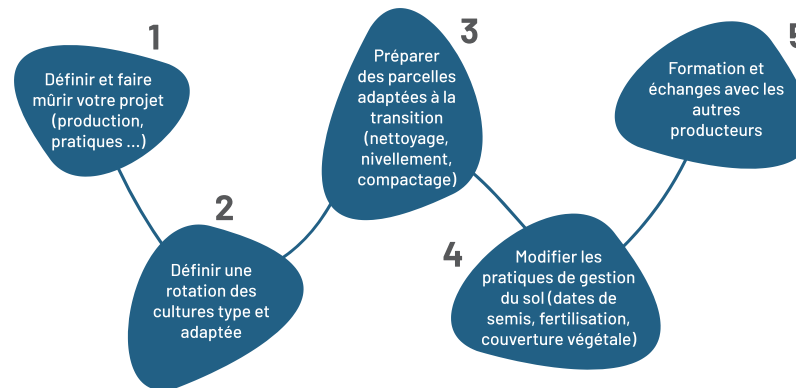 1
Définir et faire
mûrir votre projet
(production,
pratiques ...)
2
Définir une
rotation des
cultures type et
adaptée
3
Préparer
des parcelles
adaptées à la
transition
(nettoyage,
nivellement,
compactage)
4
Modifier les
pratiques de gestion
du sol (dates de
semis, fertilisation,
couverture végétale)
5
Formation et
échanges avec les
autres
producteurs